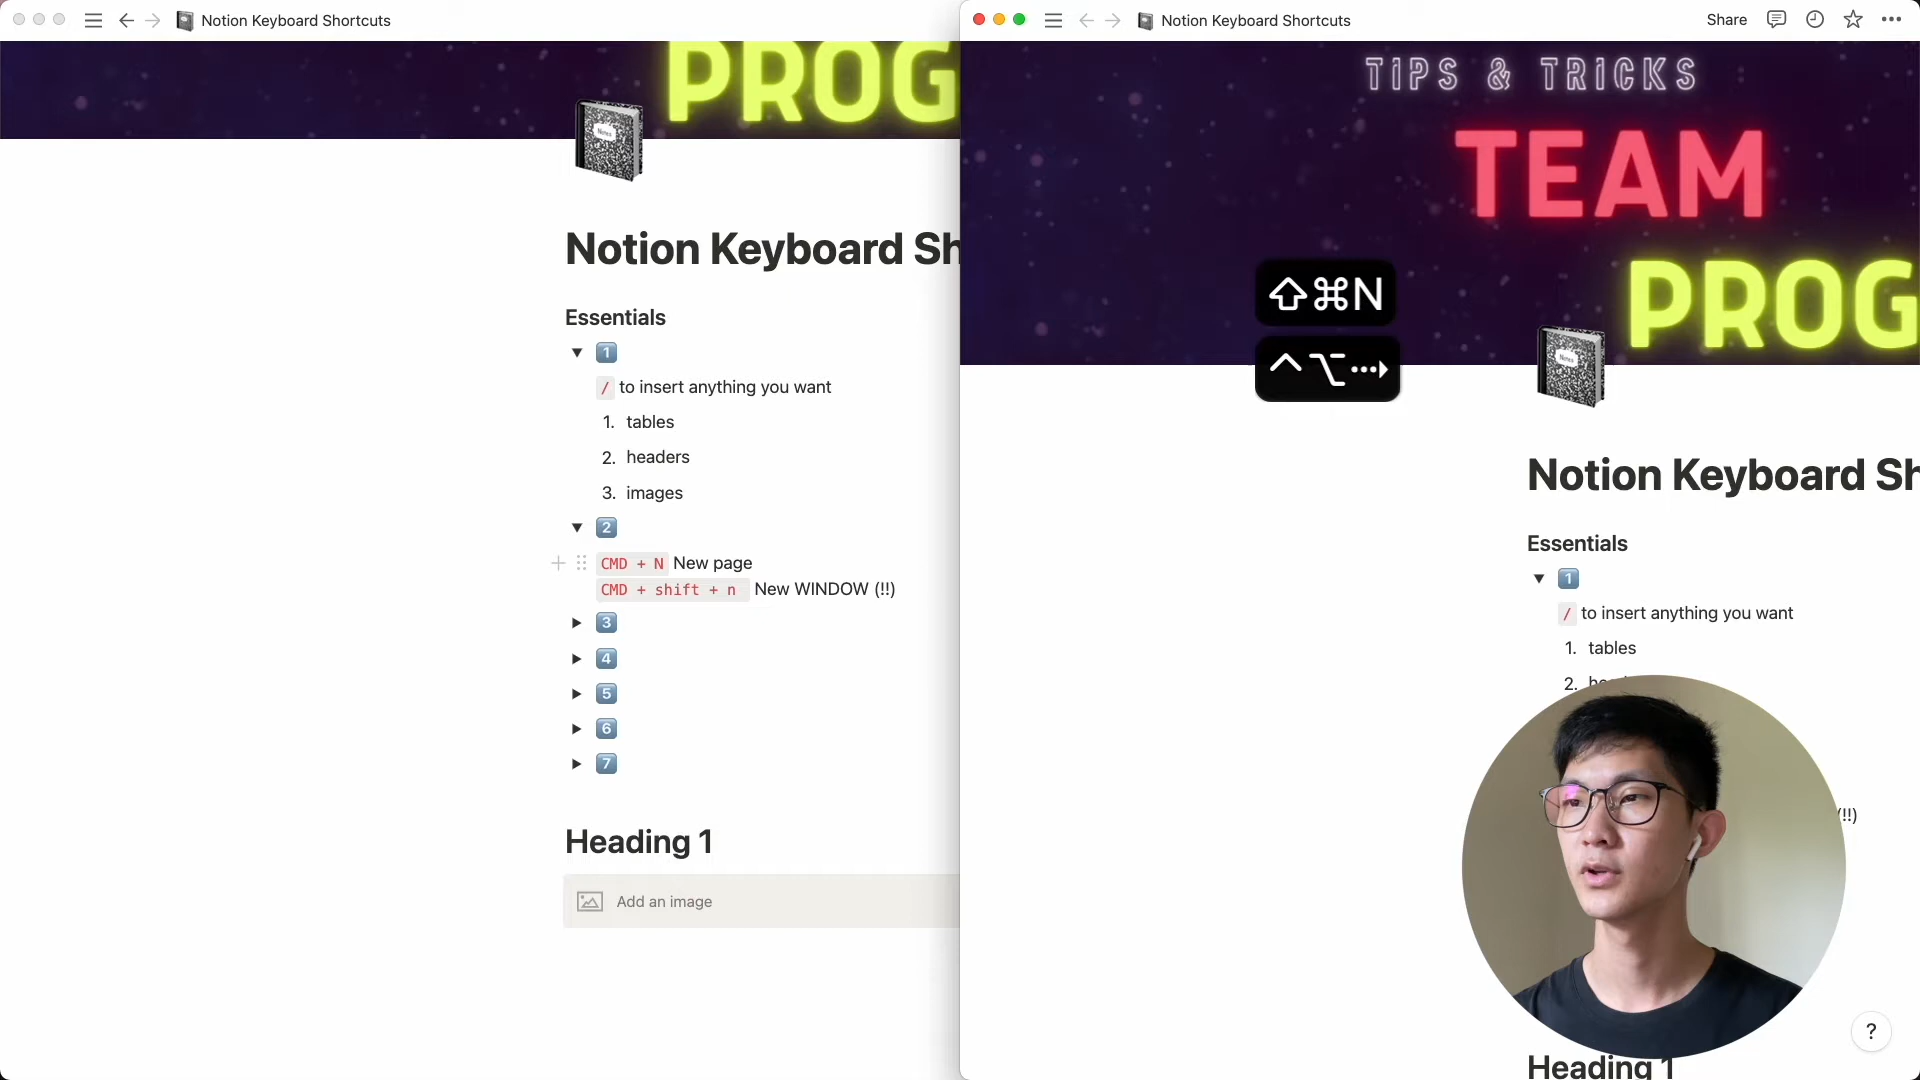 Notion Keyboard Shortcuts
PROG
Notes
Notion Keyboard Sh
Essentials
1
/ to insert anything you want
1. tables
2. headers
3. images
2
CMD + N New page
CMD + shift + n New WINDOW (!!)
3
4
5
6
7
Heading 1
Add an image
Notion Keyboard Shortcuts
Share
TIPS & TRICKS
TEAM
PROG
⇧⌘N
⌃⌥⇢
Notes
Notion Keyboard Sh
Essentials
1
/ to insert anything you want
1. tables
2.
(!!)
Heading 1
?